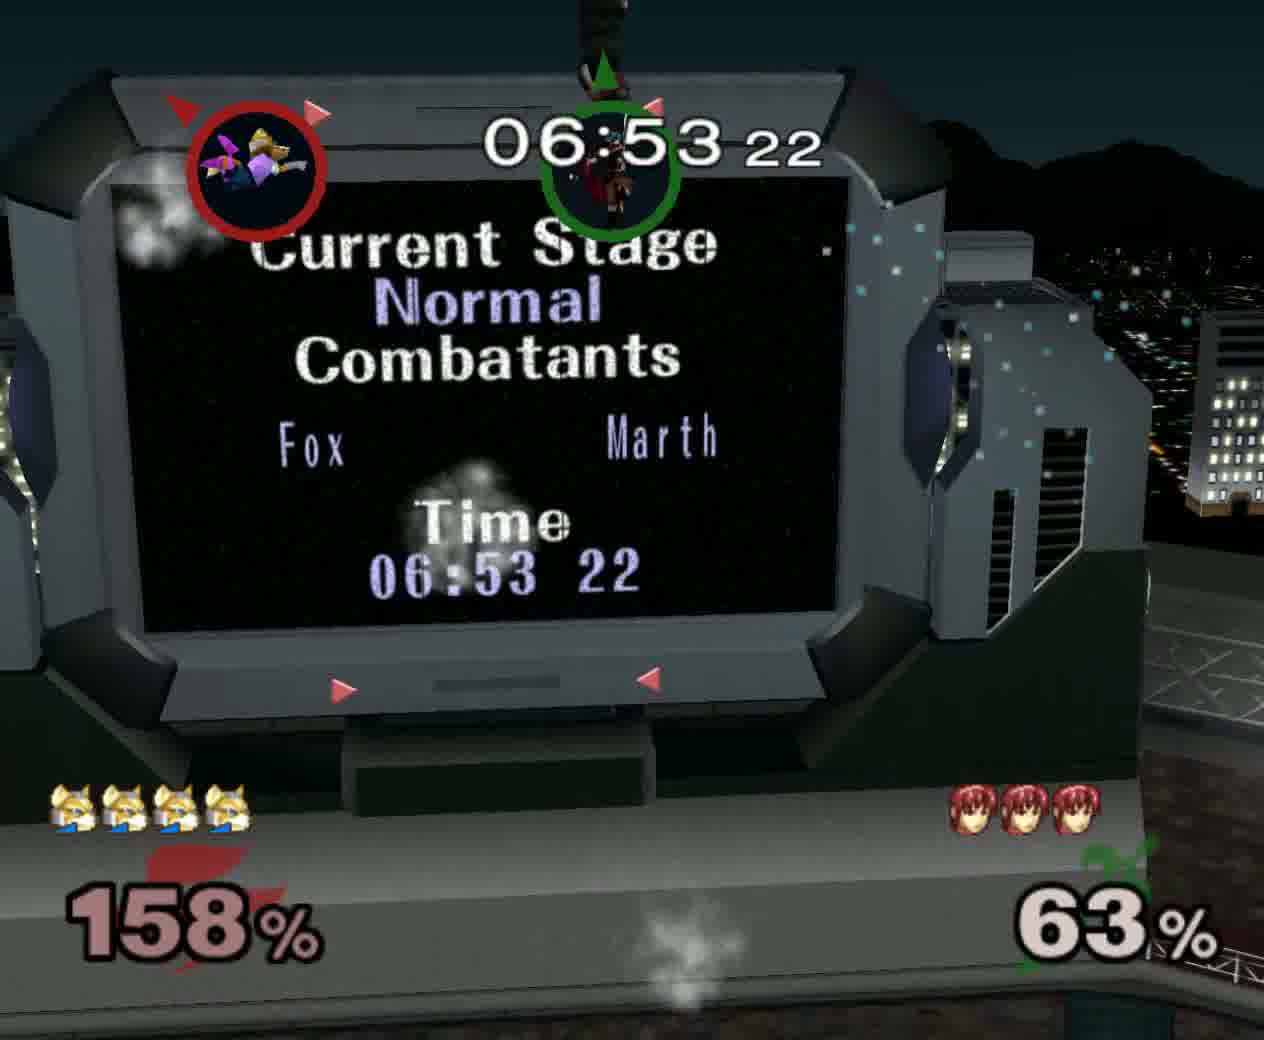 06:53 22
Current Stage
Normal
Combatants
Fox Marth
Time
06:53 22
158%
63%